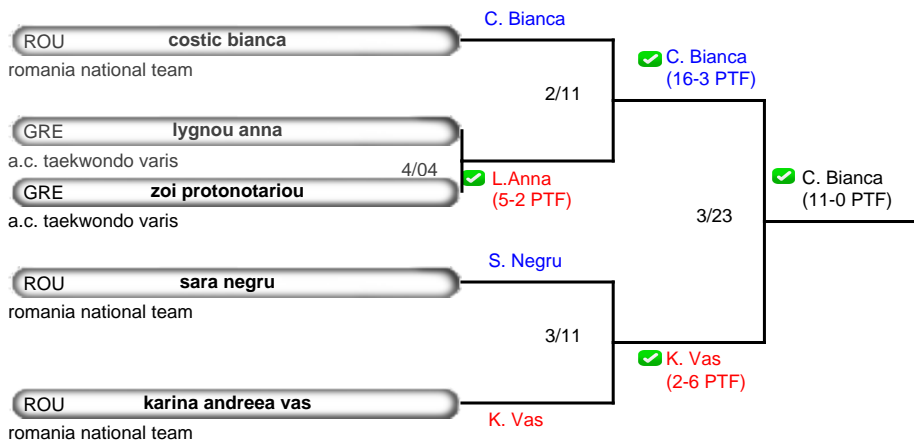 C. Bianca
ROU costic bianca
romania national team
C. Bianca
(16-3 PTF)
2/11
GRE lygnou anna
a.c. taekwondo varis
4/04
L.Anna
(5-2 PTF)
GRE zoi protonotariou
a.c. taekwondo varis
C. Bianca
(11-0 PTF)
3/23
S. Negru
ROU sara negru
romania national team
3/11
K. Vas
(2-6 PTF)
ROU karina andreea vas
K. Vas
romania national team